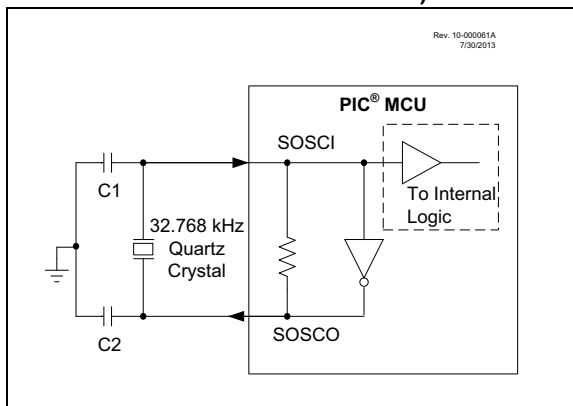 Rev. 10-000061A
7/30/2013
PIC® MCU
SOSCI
C1
To Internal
Logic
32.768 kHz
Quartz
Crystal
SOSCO
C2